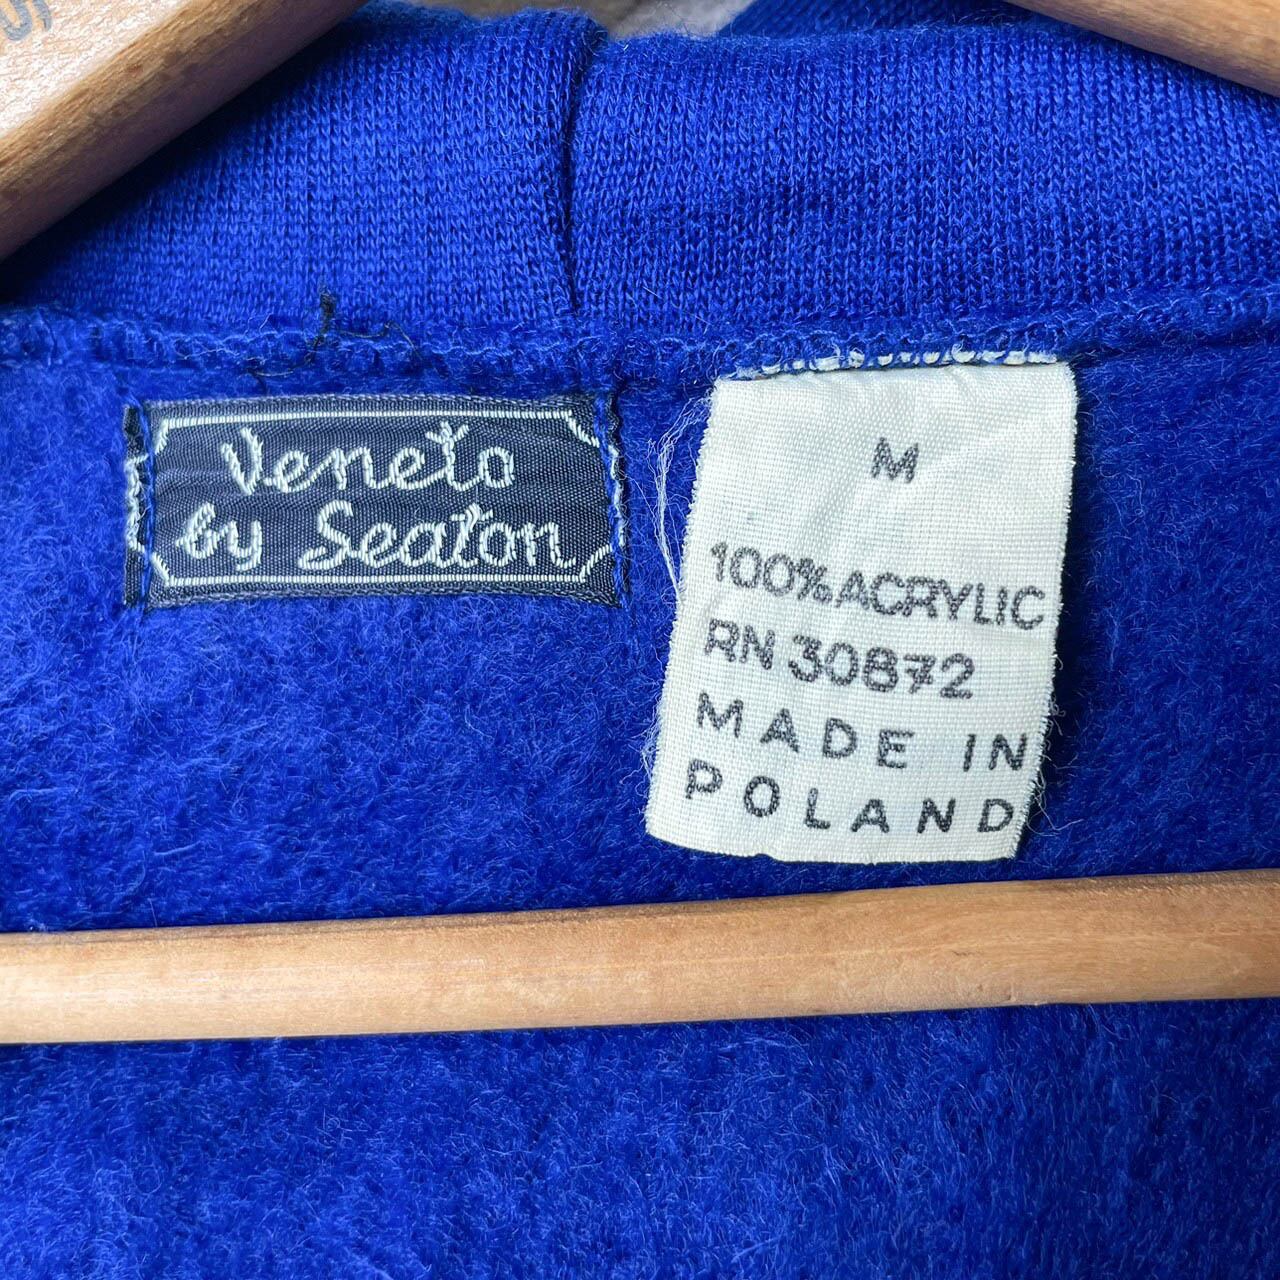 Veneto
by Seaton
M
100% ACRYLIC
RN 30872
MADE IN
POLAND